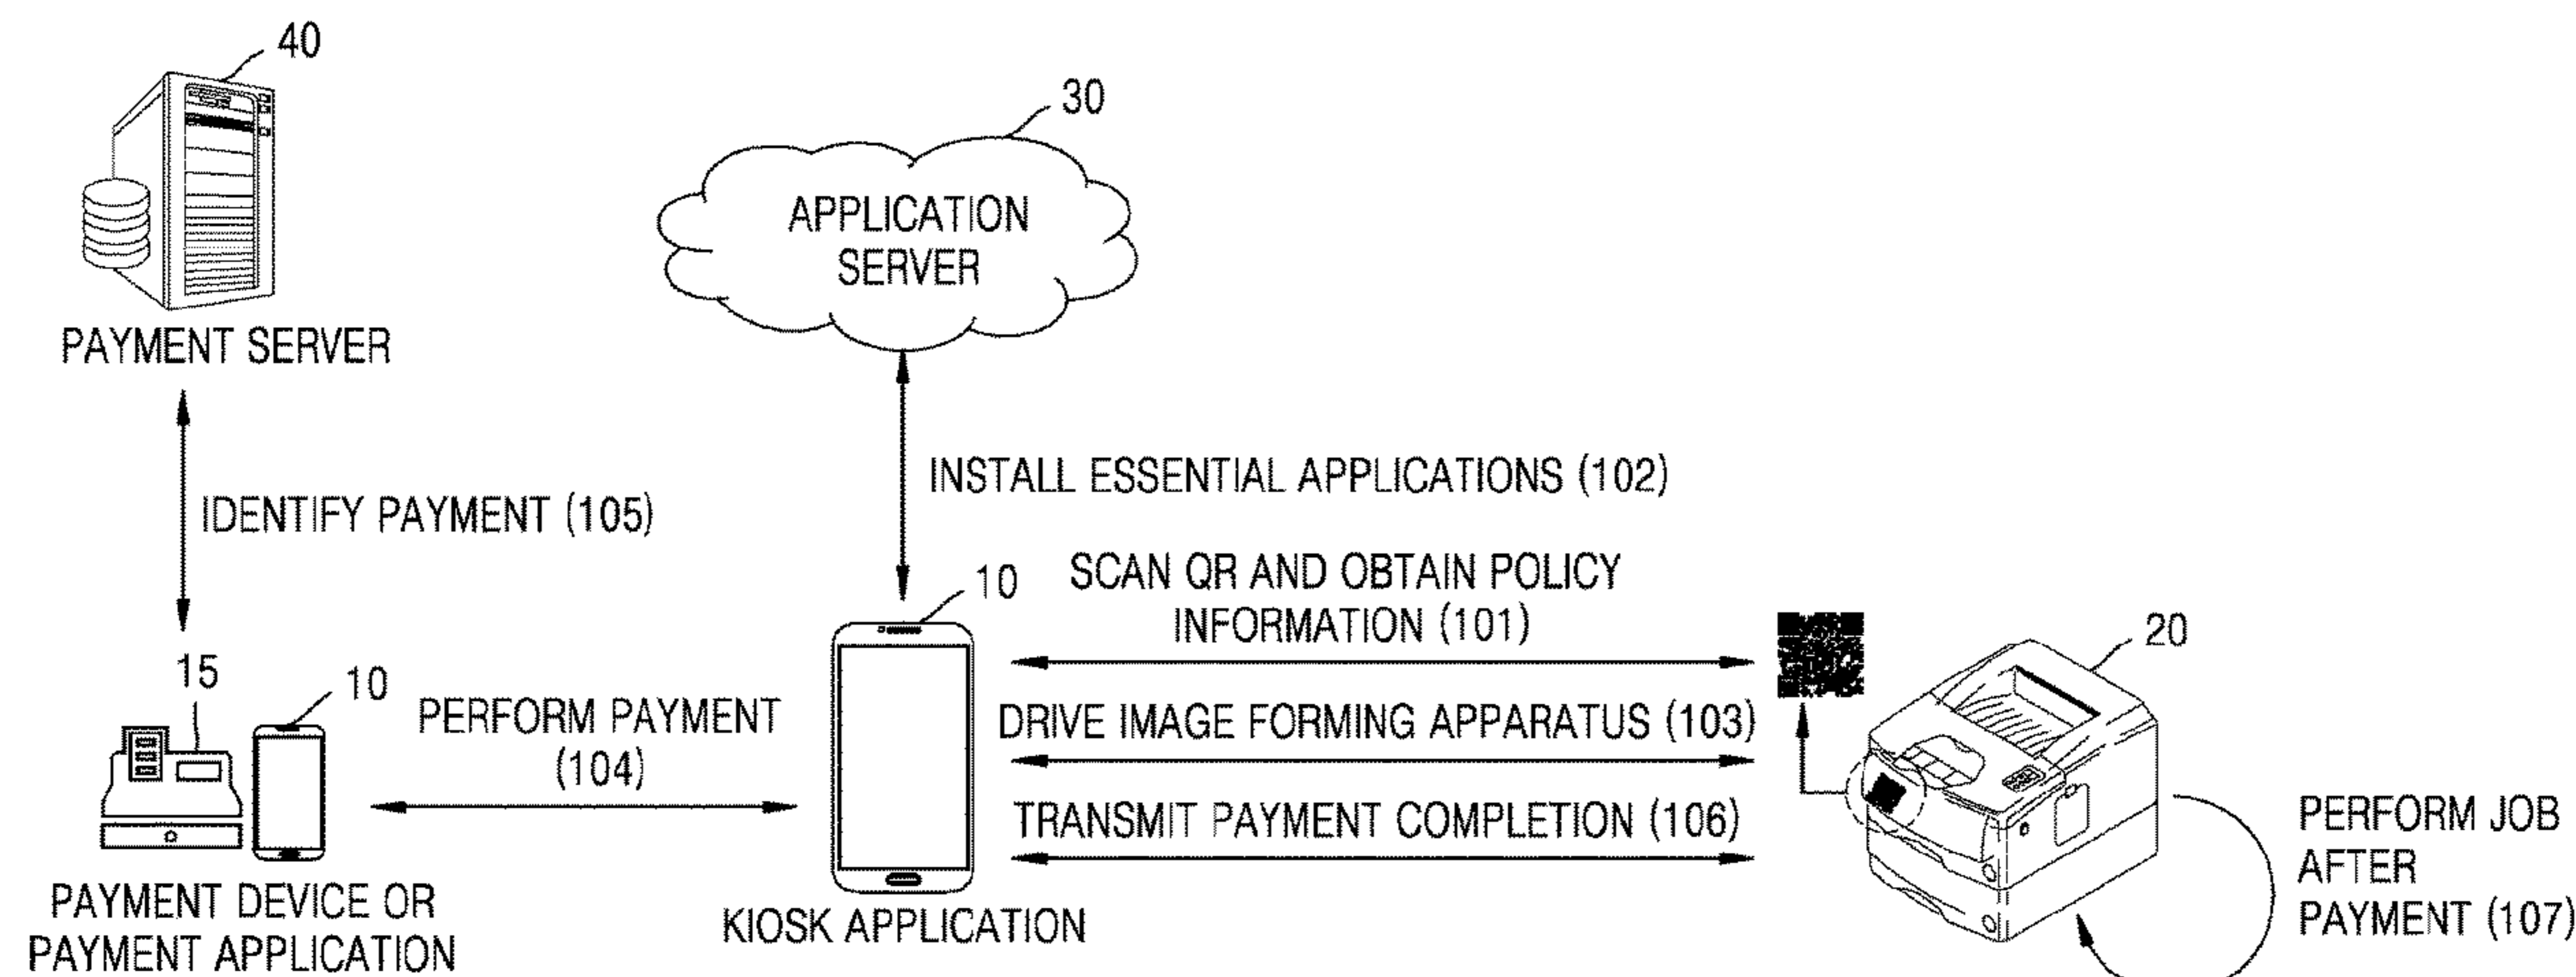 40
PAYMENT SERVER
30
APPLICATION
SERVER
IDENTIFY PAYMENT (105)
INSTALL ESSENTIAL APPLICATIONS (102)
15
10
PAYMENT DEVICE OR
PAYMENT APPLICATION
PERFORM PAYMENT
(104)
10
KIOSK APPLICATION
SCAN QR AND OBTAIN POLICY
INFORMATION (101)
DRIVE IMAGE FORMING APPARATUS (103)
TRANSMIT PAYMENT COMPLETION (106)
20
PERFORM JOB
AFTER
PAYMENT (107)